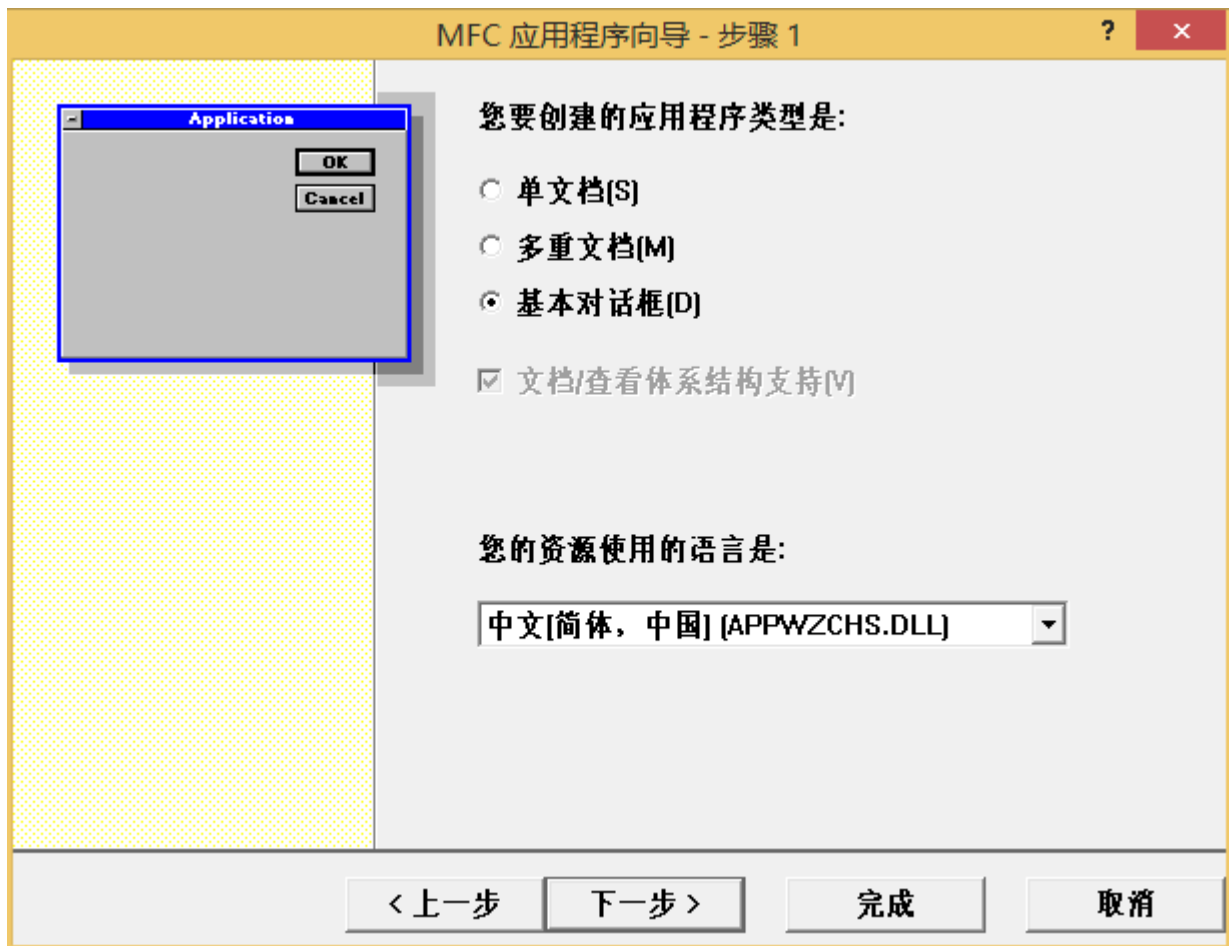 MFC 应用程序向导 - 步骤 1
?
Application
OK
Cancel
您要创建的应用程序类型是:
单文档(S)
多重文档(M)
基本对话框(D)
文档/查看体系结构支持(V)
您的资源使用的语言是:
中文[简体，中国] (APPWZCHS.DLL)
< 上一步
下一步 >
完成
取消